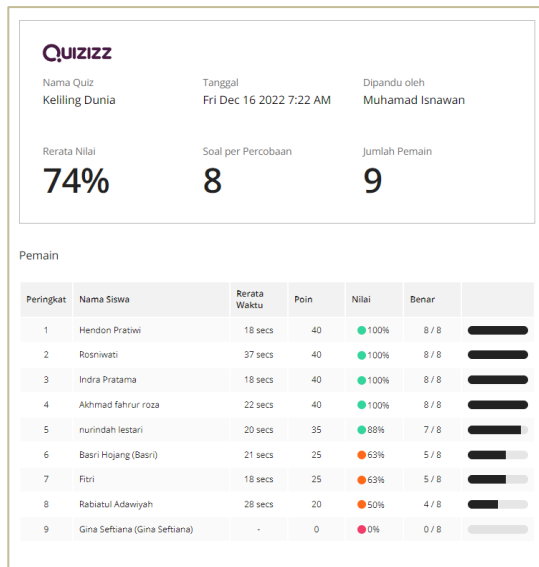 Quizizz
Nama Quiz Tanggal Dipandu oleh
Keliling Dunia Fri Dec 16 2022 7:22 AM Muhamad Isnawan
Rerata Nilai Soal per Percobaan Jumlah Pemain
74% 8 9
Pemain
Peringkat Nama Siswa Rerata Waktu Poin Nilai Benar
1 Hendon Pratiwi 18 secs 40 100% 8 / 8
2 Rosniwati 37 secs 40 100% 8 / 8
3 Indra Pratama 18 secs 40 100% 8 / 8
4 Akhmad fahrur roza 22 secs 40 100% 8 / 8
5 nurindah lestari 20 secs 35 88% 7 / 8
6 Basri Hojang (Basri) 21 secs 25 63% 5 / 8
7 Fitri 18 secs 25 63% 5 / 8
8 Rabiatul Adawiyah 28 secs 20 50% 4 / 8
9 Gina Seftiana (Gina Seftiana) - 0 0% 0 / 8